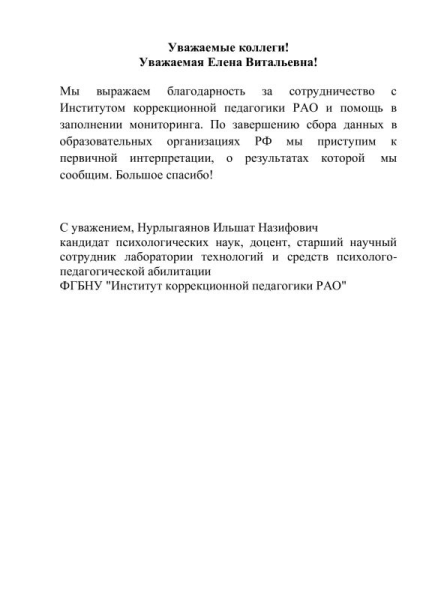 Уважаемые коллеги!
Уважаемая Елена Витальевна!
Мы выражаем благодарность за сотрудничество с
Институтом коррекционной педагогики РАО и помощь в
заполнении мониторинга. По завершению сбора данных в
образовательных организациях РФ мы приступим к
первичной интерпретации, о результатах которой мы
сообщим. Большое спасибо!
С уважением, Нурлыгаянов Ильшат Назифович
кандидат психологических наук, доцент, старший научный
сотрудник лаборатории технологий и средств психолого-
педагогической абилитации
ФГБНУ "Институт коррекционной педагогики РАО"